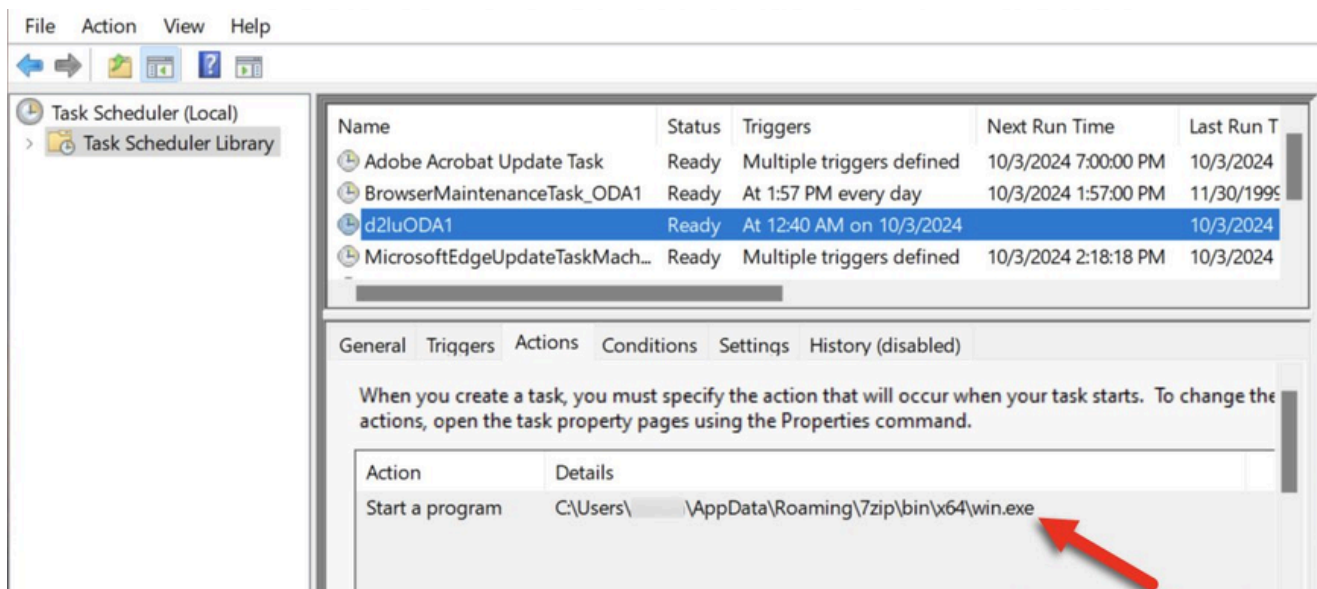 File Action View Help
Task Scheduler (Local)
Task Scheduler Library
Name Status Triggers Next Run Time Last Run T
Adobe Acrobat Update Task Ready Multiple triggers defined 10/3/2024 7:00:00 PM 10/3/2024
BrowserMaintenanceTask_ODA1 Ready At 1:57 PM every day 10/3/2024 1:57:00 PM 11/30/1999
d2luODA1 Ready At 12:40 AM on 10/3/2024 10/3/2024
MicrosoftEdgeUpdateTaskMach... Ready Multiple triggers defined 10/3/2024 2:18:18 PM 10/3/2024
General Triggers Actions Conditions Settings History (disabled)
When you create a task, you must specify the action that will occur when your task starts. To change the
actions, open the task property pages using the Properties command.
Action Details
Start a program C:\Users\ \AppData\Roaming\7zip\bin\x64\win.exe